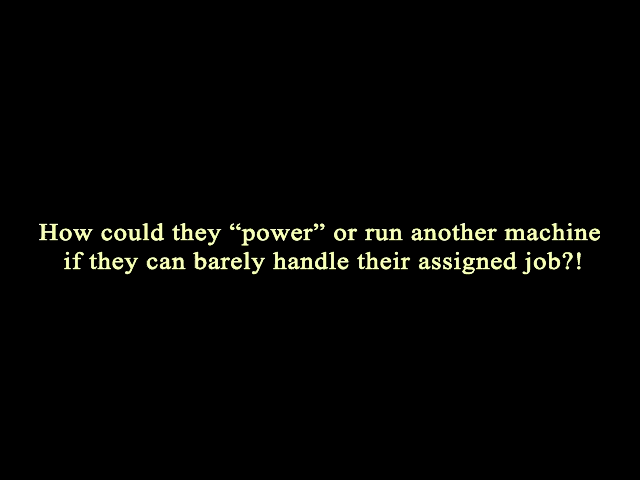 How could they “power” or run another machine
if they can barely handle their assigned job?!